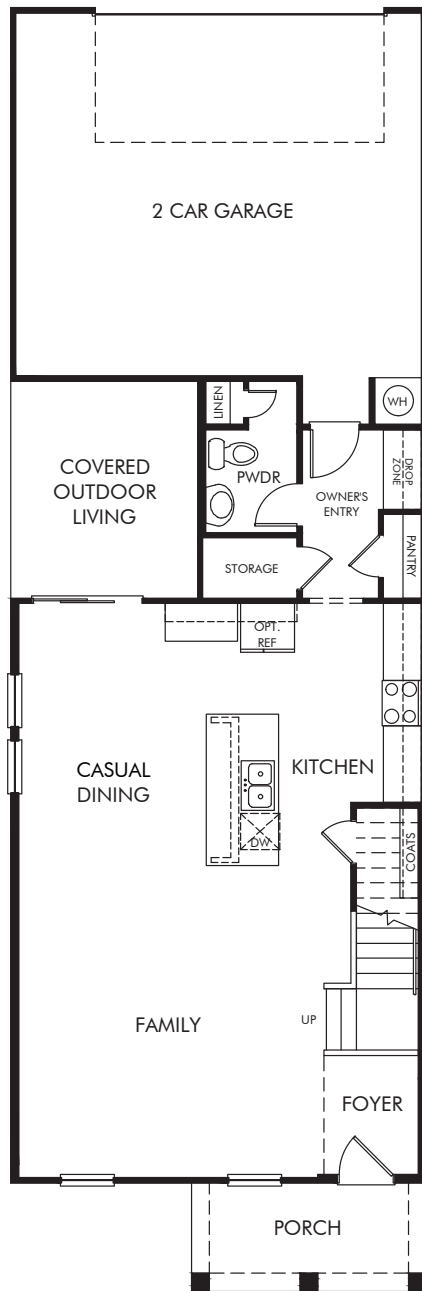 2 CAR GARAGE
LINEN
WH
COVERED
OUTDOOR
LIVING
PWDR
DROP
ZONE
OWNER'S
ENTRY
STORAGE
PANTRY
OPT.
REF
CASUAL
DINING
KITCHEN
DW
COATS
FAMILY
UP
FOYER
PORCH